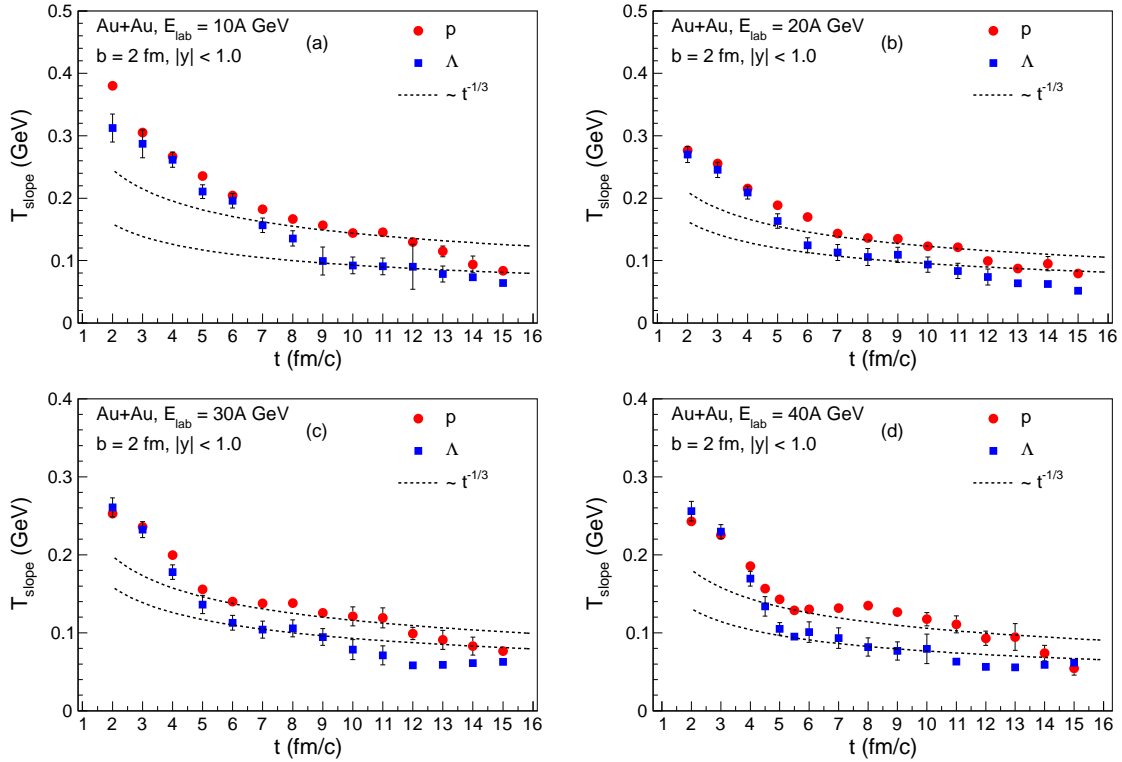 Au+Au, E_lab = 10A GeV
b = 2 fm, |y| < 1.0
(a)
p
Λ
~ t^-1/3
T_slope (GeV)
0.5
0.4
0.3
0.2
0.1
0
1 2 3 4 5 6 7 8 9 10 11 12 13 14 15 16
t (fm/c)
Au+Au, E_lab = 20A GeV
b = 2 fm, |y| < 1.0
(b)
p
Λ
~ t^-1/3
T_slope (GeV)
0.5
0.4
0.3
0.2
0.1
0
1 2 3 4 5 6 7 8 9 10 11 12 13 14 15 16
t (fm/c)
Au+Au, E_lab = 30A GeV
b = 2 fm, |y| < 1.0
(c)
p
Λ
~ t^-1/3
T_slope (GeV)
0.4
0.3
0.2
0.1
0
1 2 3 4 5 6 7 8 9 10 11 12 13 14 15 16
t (fm/c)
Au+Au, E_lab = 40A GeV
b = 2 fm, |y| < 1.0
(d)
p
Λ
~ t^-1/3
T_slope (GeV)
0.4
0.3
0.2
0.1
0
1 2 3 4 5 6 7 8 9 10 11 12 13 14 15 16
t (fm/c)